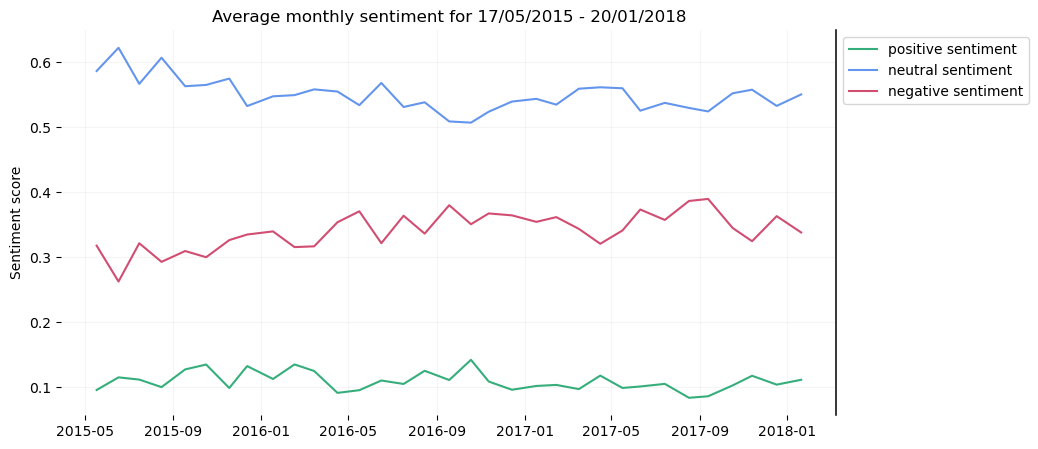 Average monthly sentiment for 17/05/2015 - 20/01/2018
positive sentiment
neutral sentiment
negative sentiment
Sentiment score
0.6
0.5
0.4
0.3
0.2
0.1
2015-05 2015-09 2016-01 2016-05 2016-09 2017-01 2017-05 2017-09 2018-01